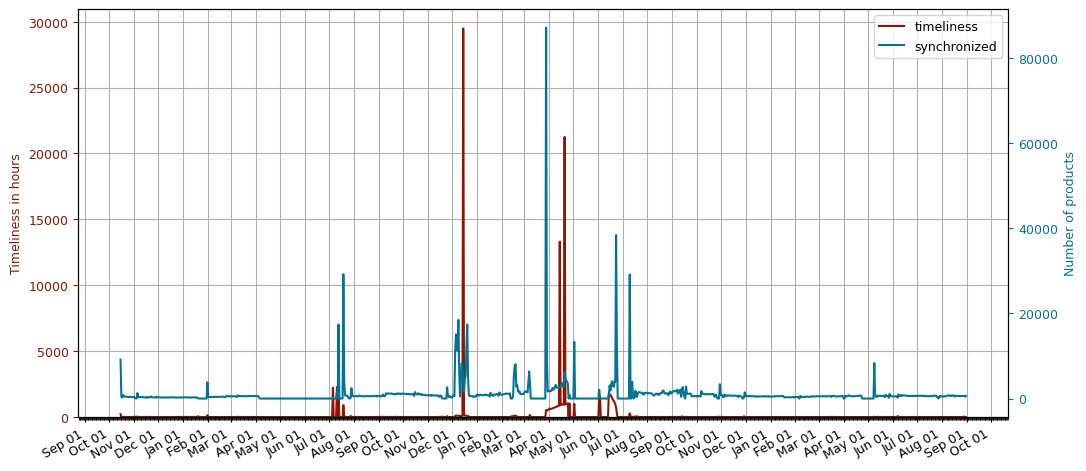 timeliness
synchronized
30000
25000
20000
15000
10000
5000
0
Timeliness in hours
80000
60000
40000
20000
0
Number of products
Sep 01 Oct 01 Nov 01 Dec 01 Jan 01 Feb 01 Mar 01 Apr 01 May 01 Jun 01 Jul 01 Aug 01 Sep 01 Oct 01 Nov 01 Dec 01 Jan 01 Feb 01 Mar 01 Apr 01 May 01 Jun 01 Jul 01 Aug 01 Sep 01 Oct 01 Nov 01 Dec 01 Jan 01 Feb 01 Mar 01 Apr 01 May 01 Jun 01 Jul 01 Aug 01 Sep 01 Oct 01